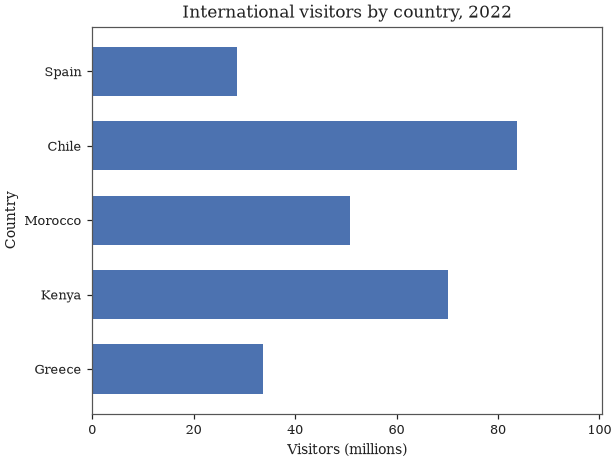 International visitors by country, 2022
Spain
Chile
Morocco
Kenya
Greece
Country
0 20 40 60 80 100
Visitors (millions)